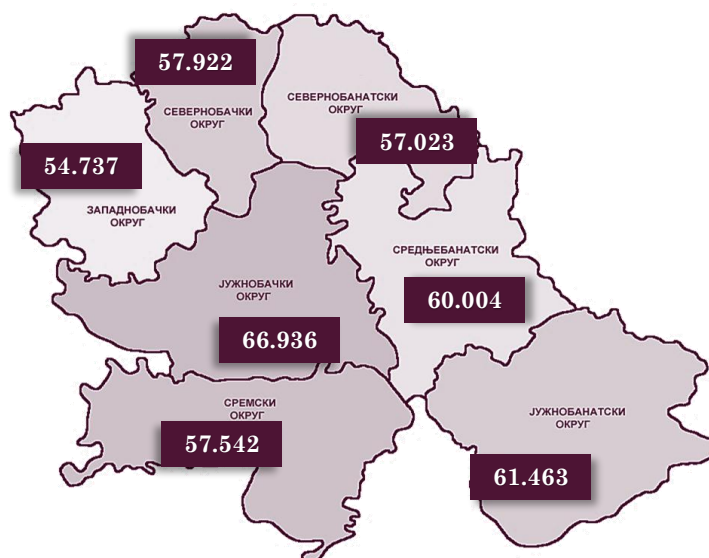 57.922
СЕВЕРНОБАЧКИ
ОКРУГ
СЕВЕРНОБАНАТСКИ
ОКРУГ
57.023
54.737
ЗАПАДНОБАЧКИ
ОКРУГ
СРЕДЊЕБАНАТСКИ
ОКРУГ
60.004
ЈУЖНОБАЧКИ
ОКРУГ
66.936
СРЕМСКИ
ОКРУГ
57.542
ЈУЖНОБАНАТСКИ
ОКРУГ
61.463